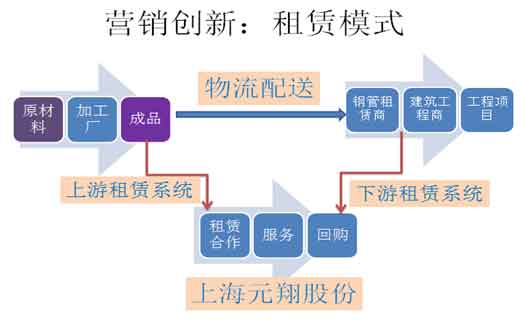 营销创新：租赁模式
物流配送
原材
料
加工
厂
成品
钢管租
赁商
建筑工
程商
工程项
目
上游租赁系统
下游租赁系统
租赁
合作
服务
回购
上海元翔股份